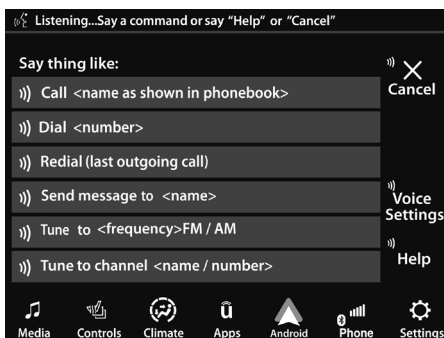 Listening...Say a command or say “Help” or “Cancel”
Say thing like:
Call <name as shown in phonebook>
Dial <number>
Redial (last outgoing call)
Send message to <name>
Tune to <frequency>FM / AM
Tune to channel <name / number>
Cancel
Voice
Settings
Help
Media Controls Climate Apps Android Phone Settings